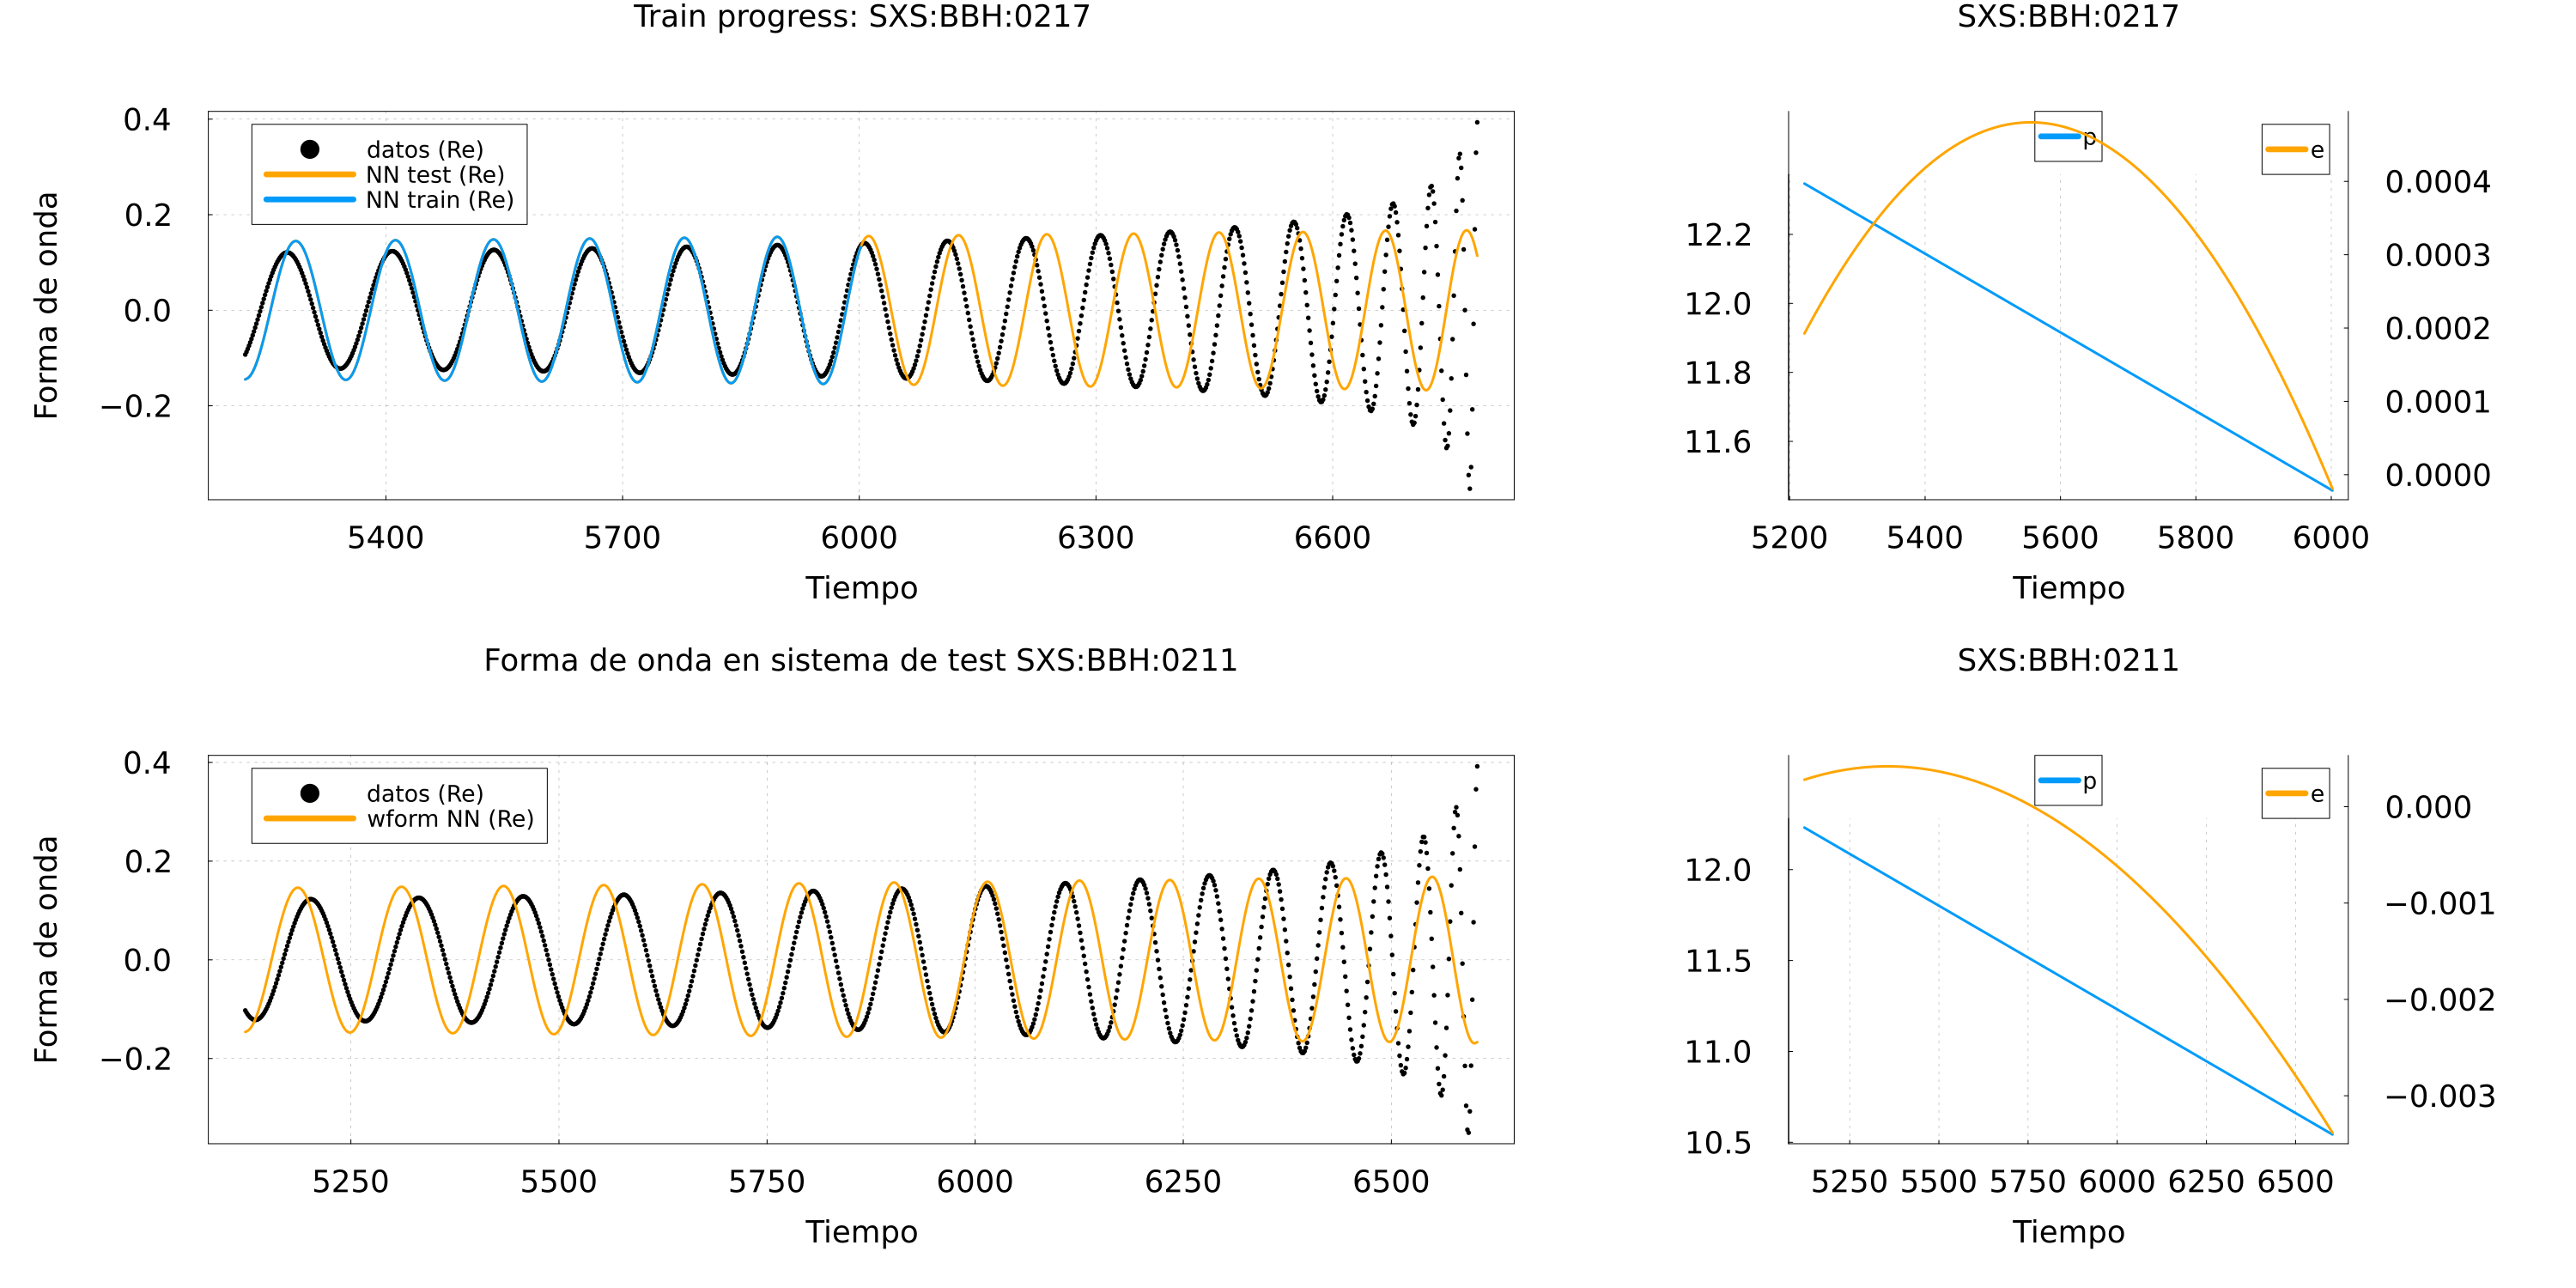 Train progress: SXS:BBH:0217
datos (Re)
NN test (Re)
NN train (Re)
0.4
0.2
0.0
−0.2
Forma de onda
5400 5700 6000 6300 6600
Tiempo
SXS:BBH:0217
p
e
12.2
12.0
11.8
11.6
0.0004
0.0003
0.0002
0.0001
0.0000
5200 5400 5600 5800 6000
Tiempo
Forma de onda en sistema de test SXS:BBH:0211
datos (Re)
wform NN (Re)
0.4
0.2
0.0
−0.2
Forma de onda
5250 5500 5750 6000 6250 6500
Tiempo
SXS:BBH:0211
p
e
12.0
11.5
11.0
10.5
0.000
−0.001
−0.002
−0.003
5250 5500 5750 6000 6250 6500
Tiempo